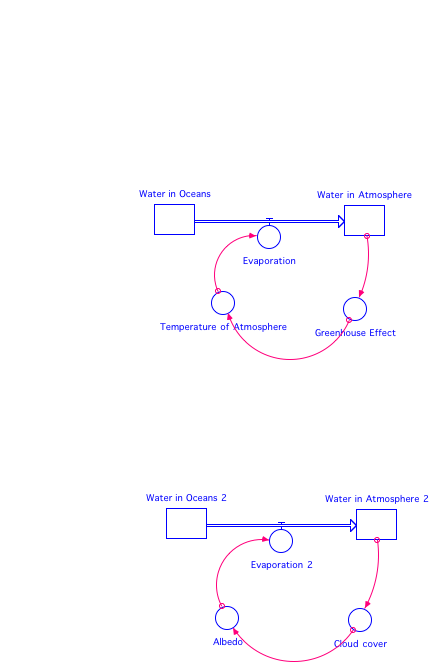 Water in Oceans
Water in Atmosphere
Evaporation
Temperature of Atmosphere
Greenhouse Effect
Water in Oceans 2
Water in Atmosphere 2
Evaporation 2
Albedo
Cloud cover